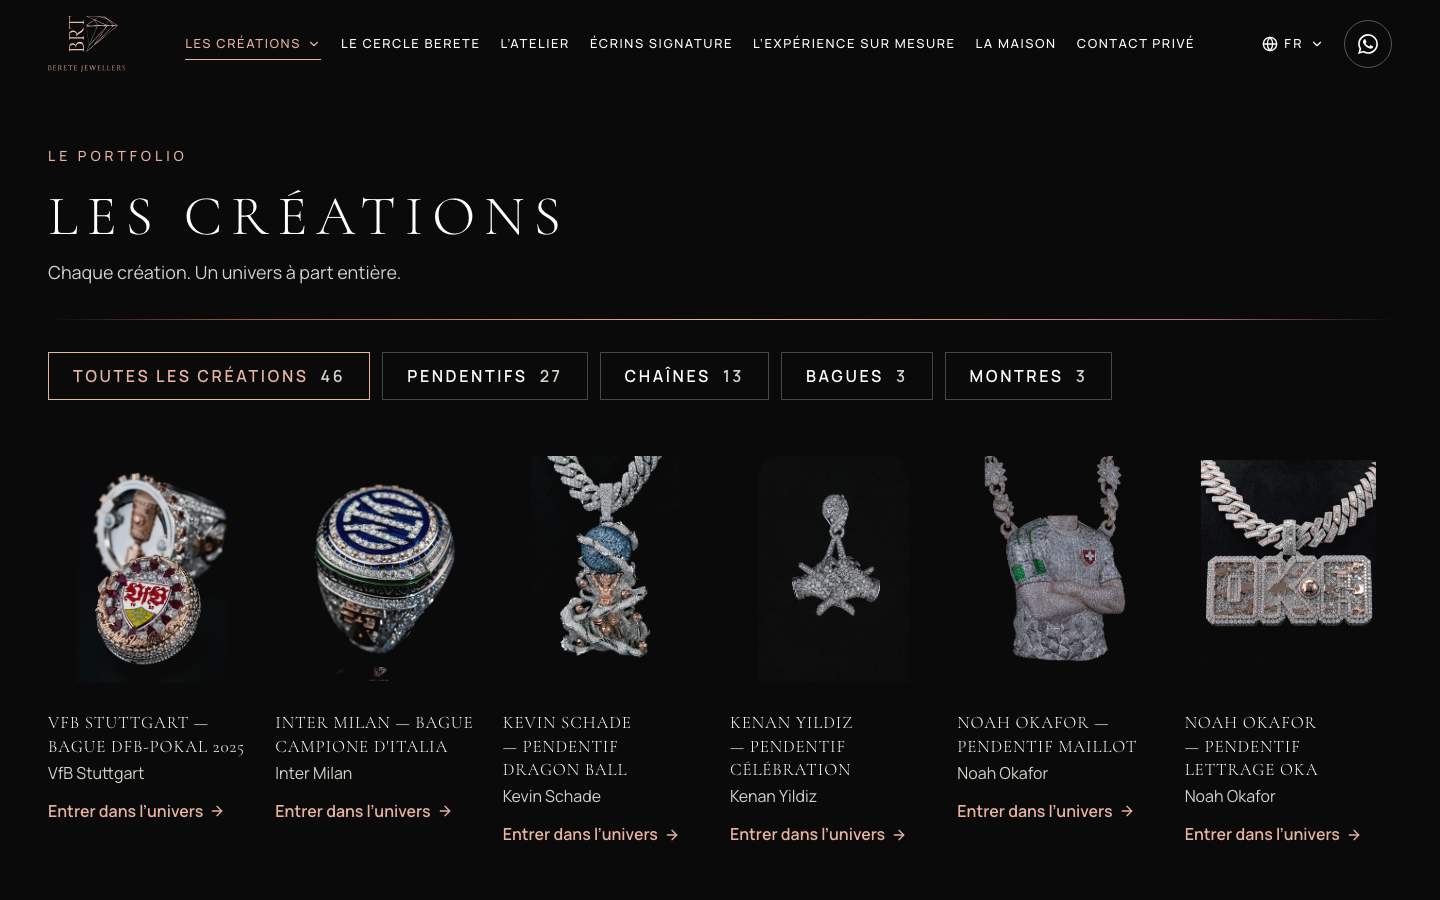 BRT
BERETE JEWELLERS
LES CRÉATIONS
LE CERCLE BERETE
L'ATELIER
ÉCRINS SIGNATURE
L'EXPÉRIENCE SUR MESURE
LA MAISON
CONTACT PRIVÉ
FR
LE PORTFOLIO
LES CRÉATIONS
Chaque création. Un univers à part entière.
TOUTES LES CRÉATIONS 46
PENDENTIFS 27
CHAÎNES 13
BAGUES 3
MONTRES 3
VfB
OKA
VFB STUTTGART —
BAGUE DFB-POKAL 2025
VfB Stuttgart
Entrer dans l'univers →
INTER MILAN — BAGUE
CAMPIONE D'ITALIA
Inter Milan
Entrer dans l'univers →
KEVIN SCHADE
— PENDENTIF
DRAGON BALL
Kevin Schade
Entrer dans l'univers →
KENAN YILDIZ
— PENDENTIF
CÉLÉBRATION
Kenan Yildiz
Entrer dans l'univers →
NOAH OKAFOR —
PENDENTIF MAILLOT
Noah Okafor
Entrer dans l'univers →
NOAH OKAFOR
— PENDENTIF
LETTRAGE OKA
Noah Okafor
Entrer dans l'univers →